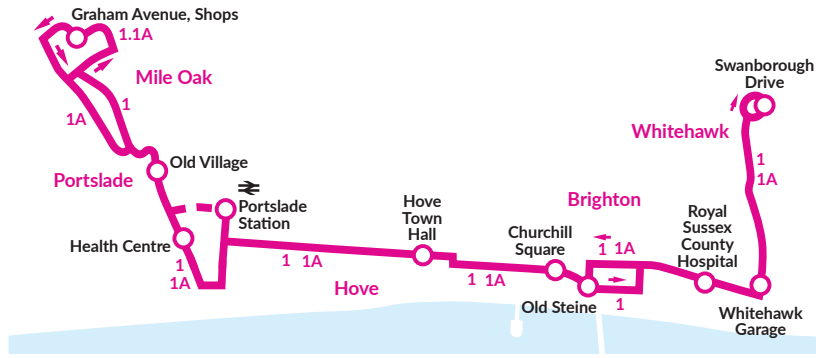 Graham Avenue, Shops
1.1A
Mile Oak
1
1A
Old Village
Portslade
Portslade
Station
Health Centre
1
1A
1 1A
Hove
Hove
Town
Hall
1 1A
Churchill
Square
Old Steine
Brighton
1 1A
1
Royal
Sussex
County
Hospital
Swanborough
Drive
Whitehawk
1
1A
Whitehawk
Garage